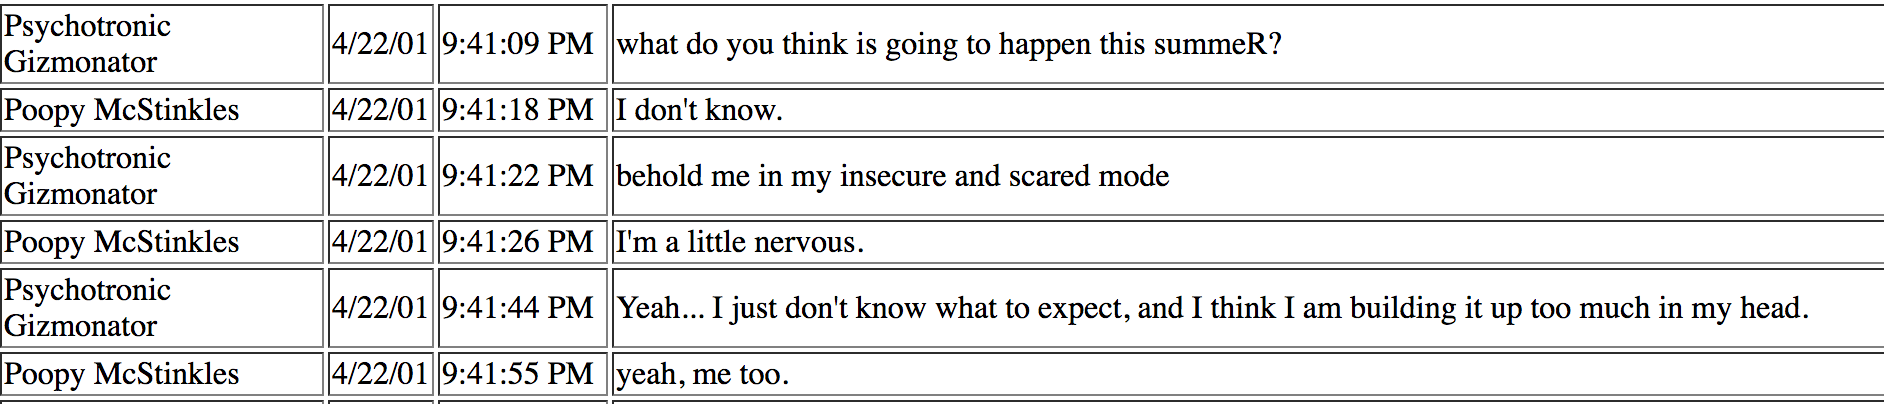 Psychotronic
Gizmonator 4/22/01 9:41:09 PM what do you think is going to happen this summeR?
Poopy McStinkles 4/22/01 9:41:18 PM I don't know.
Psychotronic
Gizmonator 4/22/01 9:41:22 PM behold me in my insecure and scared mode
Poopy McStinkles 4/22/01 9:41:26 PM I'm a little nervous.
Psychotronic
Gizmonator 4/22/01 9:41:44 PM Yeah... I just don't know what to expect, and I think I am building it up too much in my head.
Poopy McStinkles 4/22/01 9:41:55 PM yeah, me too.